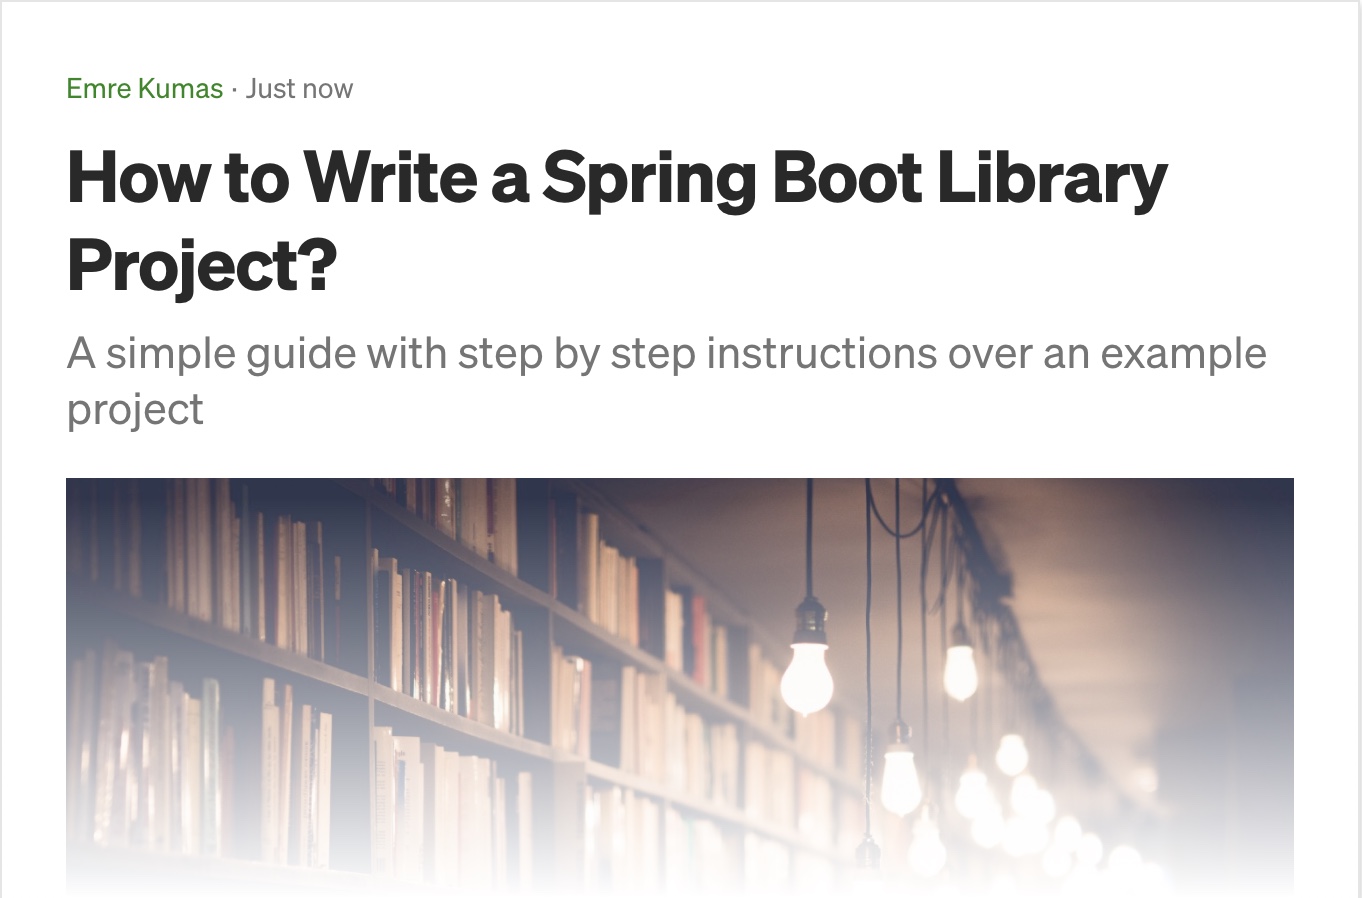 Emre Kumas · Just now
How to Write a Spring Boot Library
Project?
A simple guide with step by step instructions over an example
project